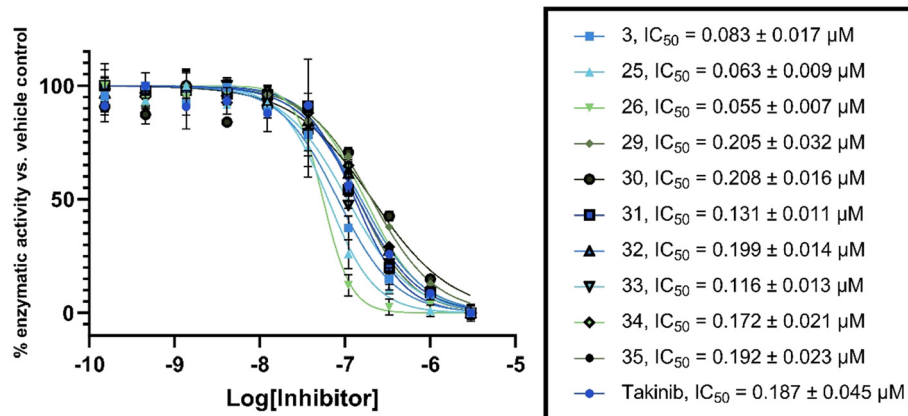 % enzymatic activity vs. vehicle control
100
50
0
-10 -9 -8 -7 -6 -5
Log[Inhibitor]
3, IC50 = 0.083 ± 0.017 µM
25, IC50 = 0.063 ± 0.009 µM
26, IC50 = 0.055 ± 0.007 µM
29, IC50 = 0.205 ± 0.032 µM
30, IC50 = 0.208 ± 0.016 µM
31, IC50 = 0.131 ± 0.011 µM
32, IC50 = 0.199 ± 0.014 µM
33, IC50 = 0.116 ± 0.013 µM
34, IC50 = 0.172 ± 0.021 µM
35, IC50 = 0.192 ± 0.023 µM
Takinib, IC50 = 0.187 ± 0.045 µM